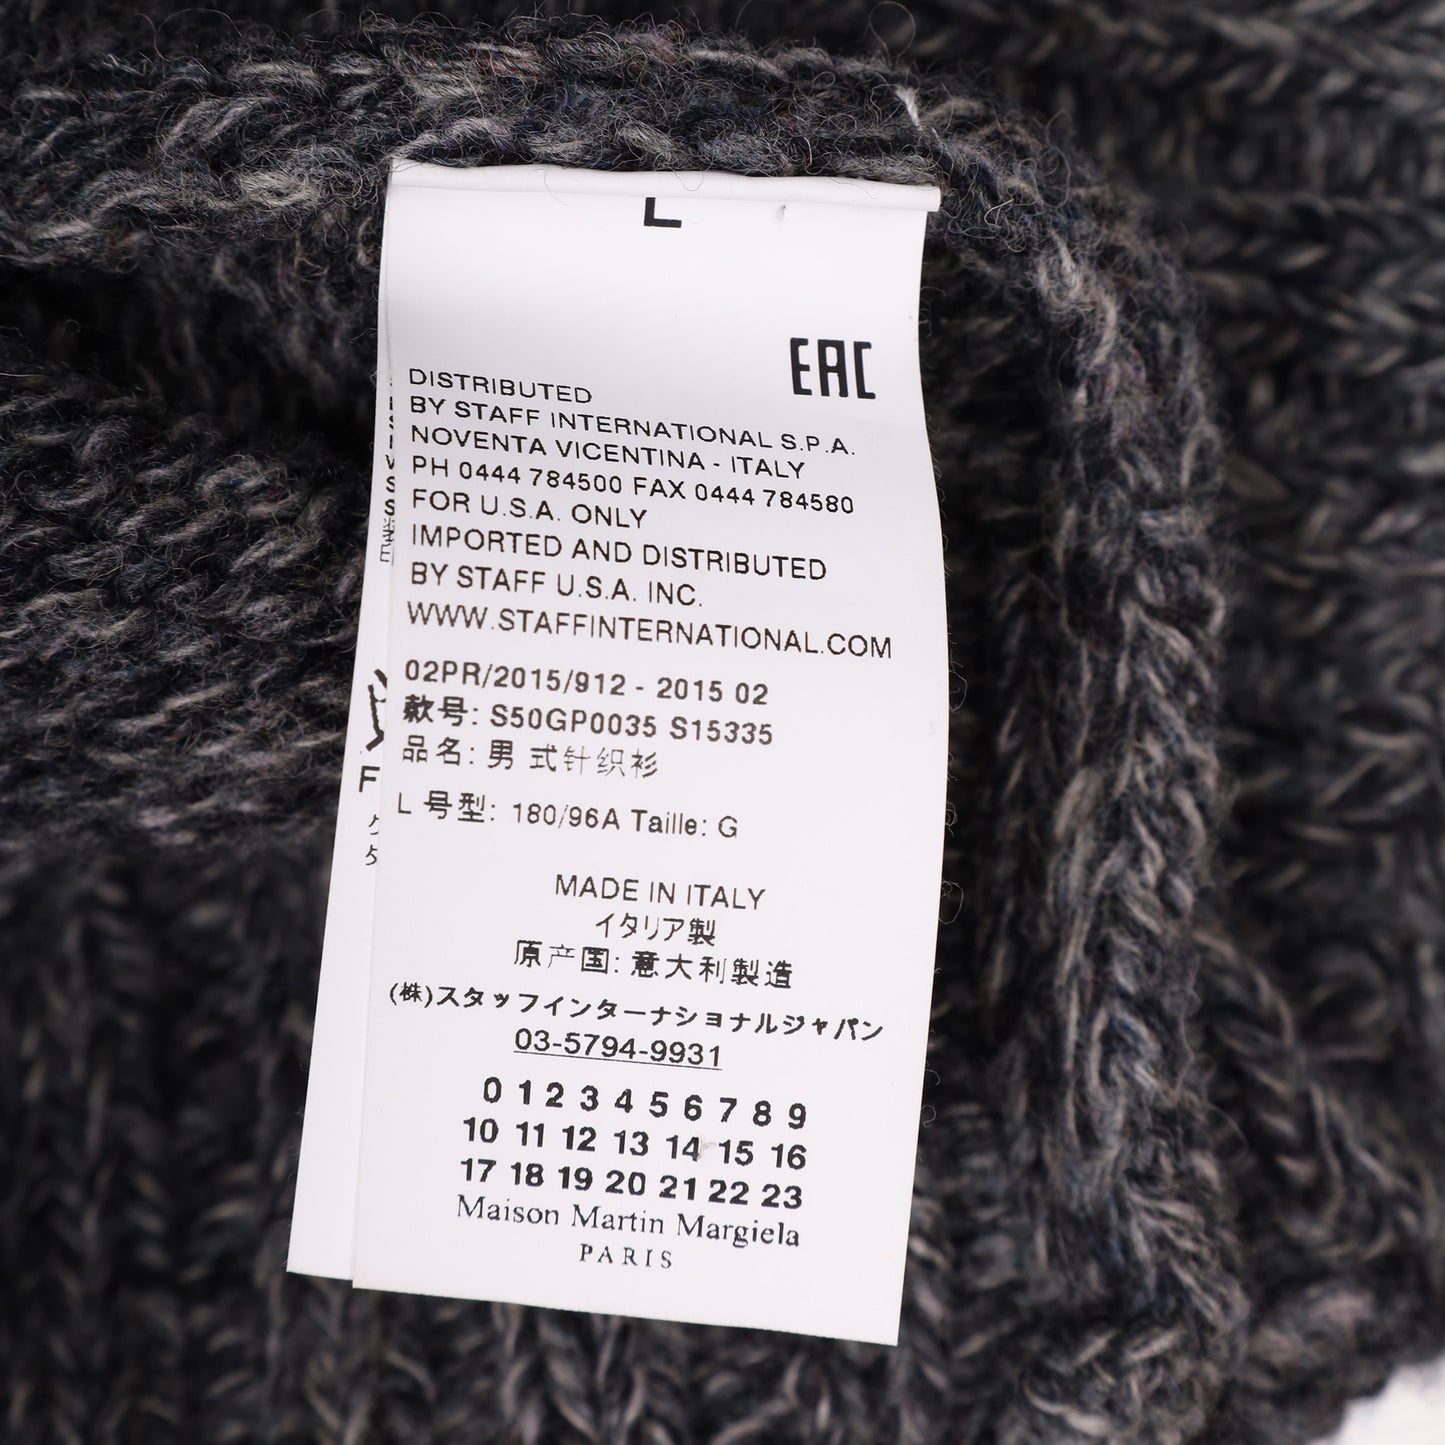 L
EAC
DISTRIBUTED
BY STAFF INTERNATIONAL S.P.A.
NOVENTA VICENTINA - ITALY
PH 0444 784500 FAX 0444 784580
FOR U.S.A. ONLY
IMPORTED AND DISTRIBUTED
BY STAFF U.S.A. INC.
WWW.STAFFINTERNATIONAL.COM
02PR/2015/912 - 2015 02
款号: S50GP0035 S15335
品名: 男 式针织衫
L 号型: 180/96A Taille: G
MADE IN ITALY
イタリア製
原产国: 意大利製造
(株)スタッフインターナショナルジャパン
03-5794-9931
0 1 2 3 4 5 6 7 8 9
10 11 12 13 14 15 16
17 18 19 20 21 22 23
Maison Martin Margiela
PARIS